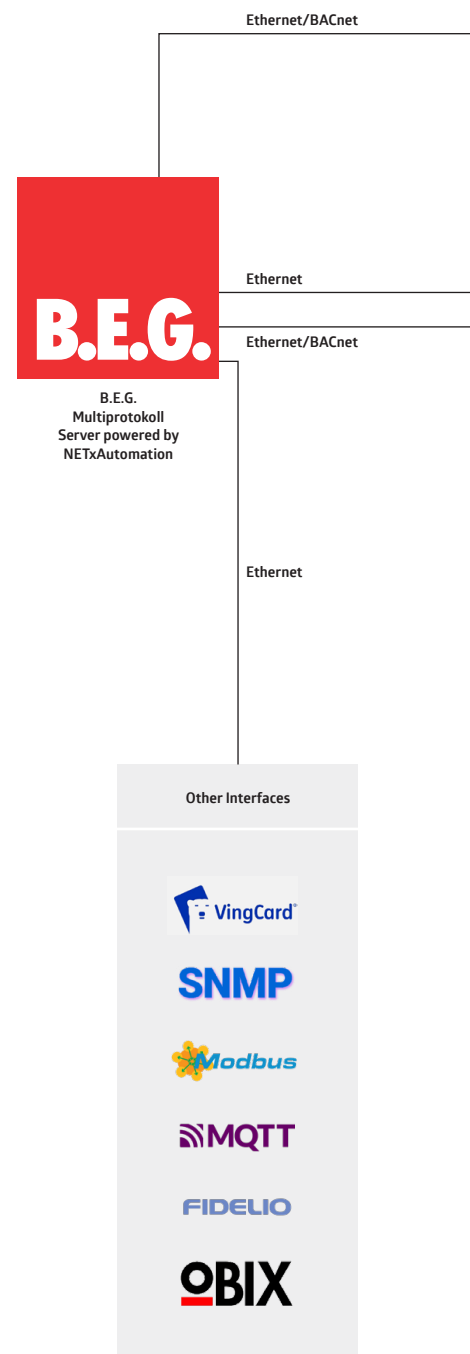 Ethernet/BACnet
B.E.G.
Ethernet
Ethernet/BACnet
B.E.G.
Multiprotokoll
Server powered by
NETxAutomation
Ethernet
Other Interfaces
VingCard®
SNMP
Modbus
MQTT
FIDELIO
OBIX